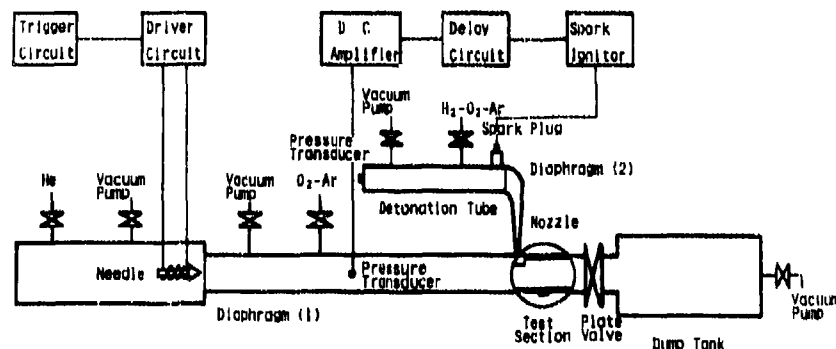 Trigger
Circuit
Driver
Circuit
D C
Amplifier
Delay
Circuit
Spark
Ignitor
Vacuum
Pump
H₂-O₂-Ar
Spark Plug
Pressure
Transducer
Diaphragm (2)
He
Vacuum
Pump
Vacuum
Pump
O₂-Ar
Detonation Tube
Nozzle
Needle
Pressure
Transducer
Diaphragm (1)
Test
Section
Plate
Valve
Dump Tank
Vacuum
Pump